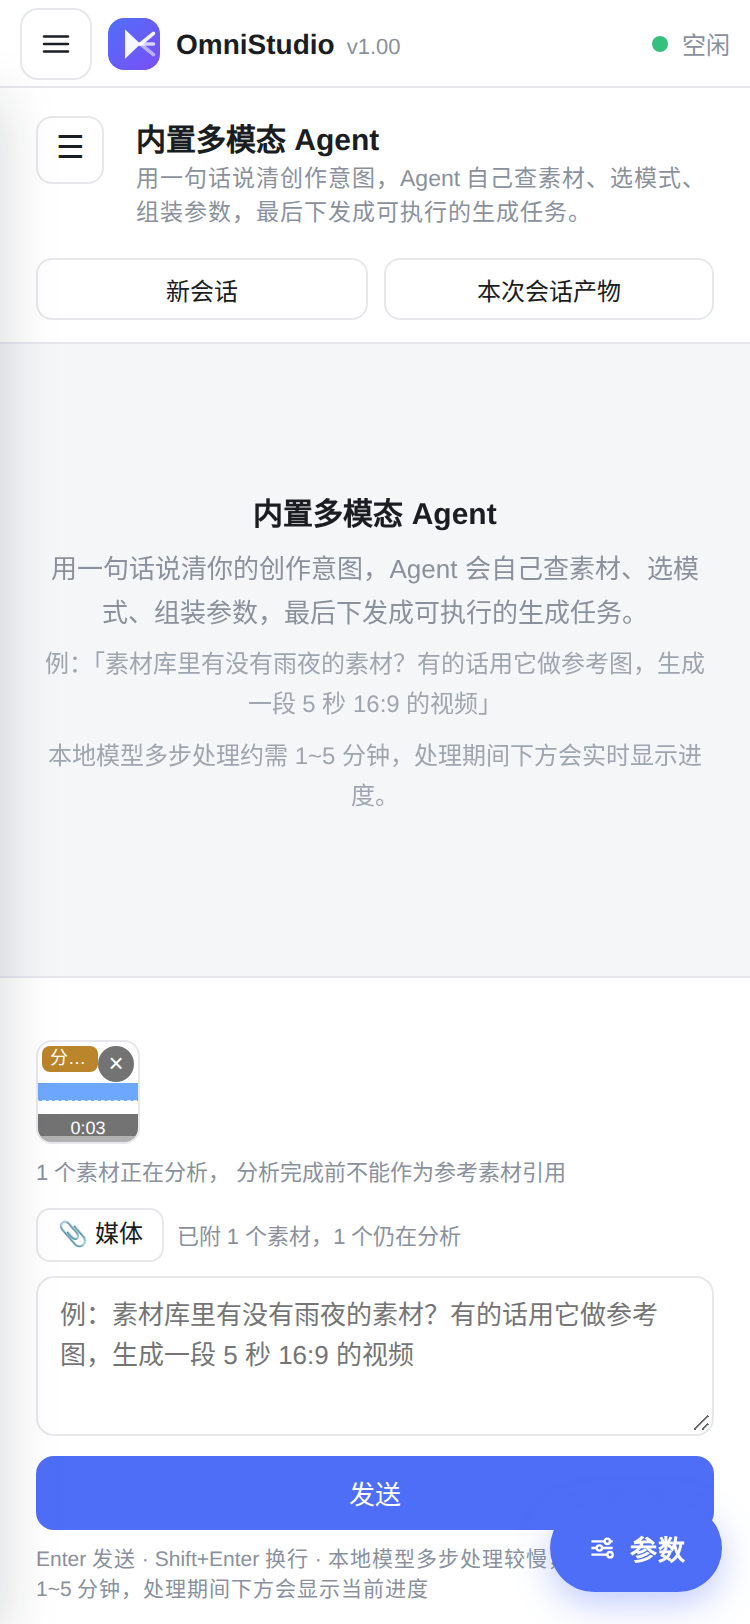 OmniStudio v1.00
空闲
内置多模态 Agent
用一句话说清创作意图，Agent 自己查素材、选模式、
组装参数，最后下发成可执行的生成任务。
新会话
本次会话产物
内置多模态 Agent
用一句话说清你的创作意图，Agent 会自己查素材、选模
式、组装参数，最后下发成可执行的生成任务。
例：「素材库里有没有雨夜的素材？有的话用它做参考图，生成
一段 5 秒 16:9 的视频」
本地模型多步处理约需 1~5 分钟，处理期间下方会实时显示进
度。
分…
0:03
1 个素材正在分析， 分析完成前不能作为参考素材引用
媒体
已附 1 个素材，1 个仍在分析
例：素材库里有没有雨夜的素材？有的话用它做参考
图，生成一段 5 秒 16:9 的视频
发送
Enter 发送 · Shift+Enter 换行 · 本地模型多步处理较慢，
1~5 分钟，处理期间下方会显示当前进度
参数